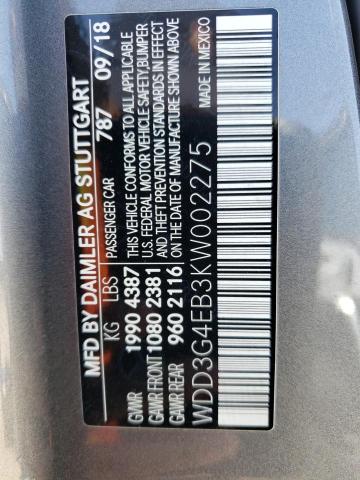 MFD BY DAIMLER AG STUTTGART
KG LBS PASSENGER CAR 787 09/18
GVWR 1990 4387 THIS VEHICLE CONFORMS TO ALL APPLICABLE
GAWR FRONT 1080 2381 U.S. FEDERAL MOTOR VEHICLE SAFETY, BUMPER
GAWR REAR 960 2116 AND THEFT PREVENTION STANDARDS IN EFFECT
ON THE DATE OF MANUFACTURE SHOWN ABOVE
WDD3G4EB3KW002275 MADE IN MEXICO